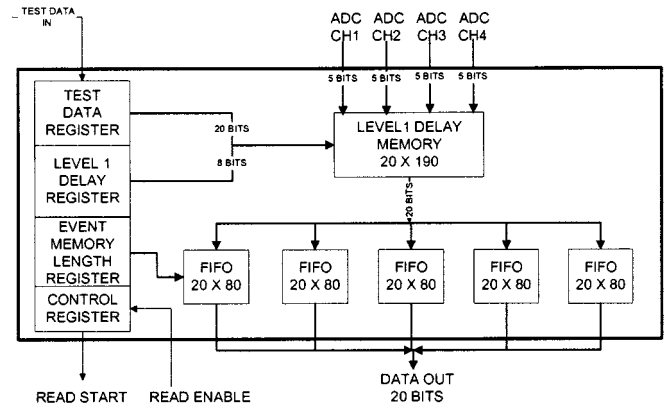 TEST DATA
IN
ADC
CH1
ADC
CH2
ADC
CH3
ADC
CH4
5 BITS
5 BITS
5 BITS
5 BITS
TEST
DATA
REGISTER
20 BITS
8 BITS
LEVEL1 DELAY
MEMORY
20 X 190
LEVEL 1
DELAY
REGISTER
20 BITS
EVENT
MEMORY
LENGTH
REGISTER
FIFO
20 X 80
FIFO
20 X 80
FIFO
20 X 80
FIFO
20 X 80
FIFO
20 X 80
CONTROL
REGISTER
READ START
READ ENABLE
DATA OUT
20 BITS